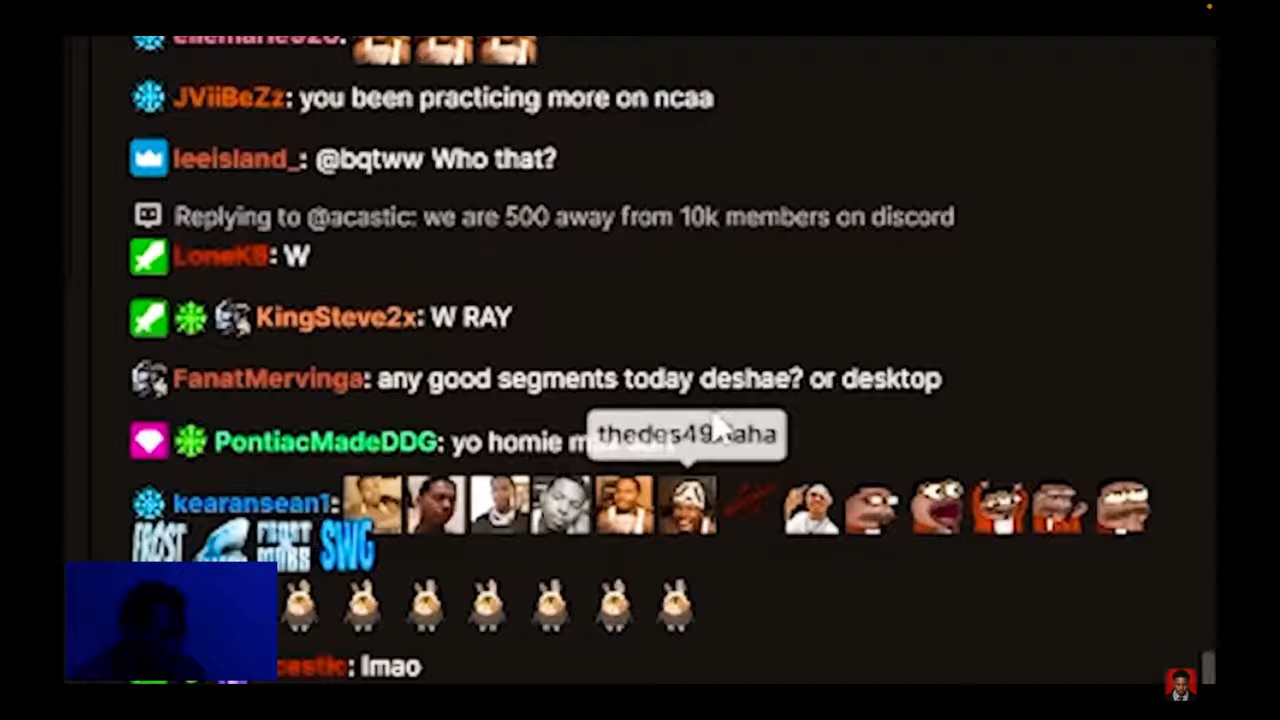 JViiBeZz: you been practicing more on ncaa
leeisland_: @bqtww Who that?
Replying to @acastic: we are 500 away from 10k members on discord
LoneK8: W
KingSteve2x: W RAY
FanatMervinga: any good segments today deshae? or desktop
PontiacMadeDDG: yo homie
kearansean1:
FROST SWG
: lmao